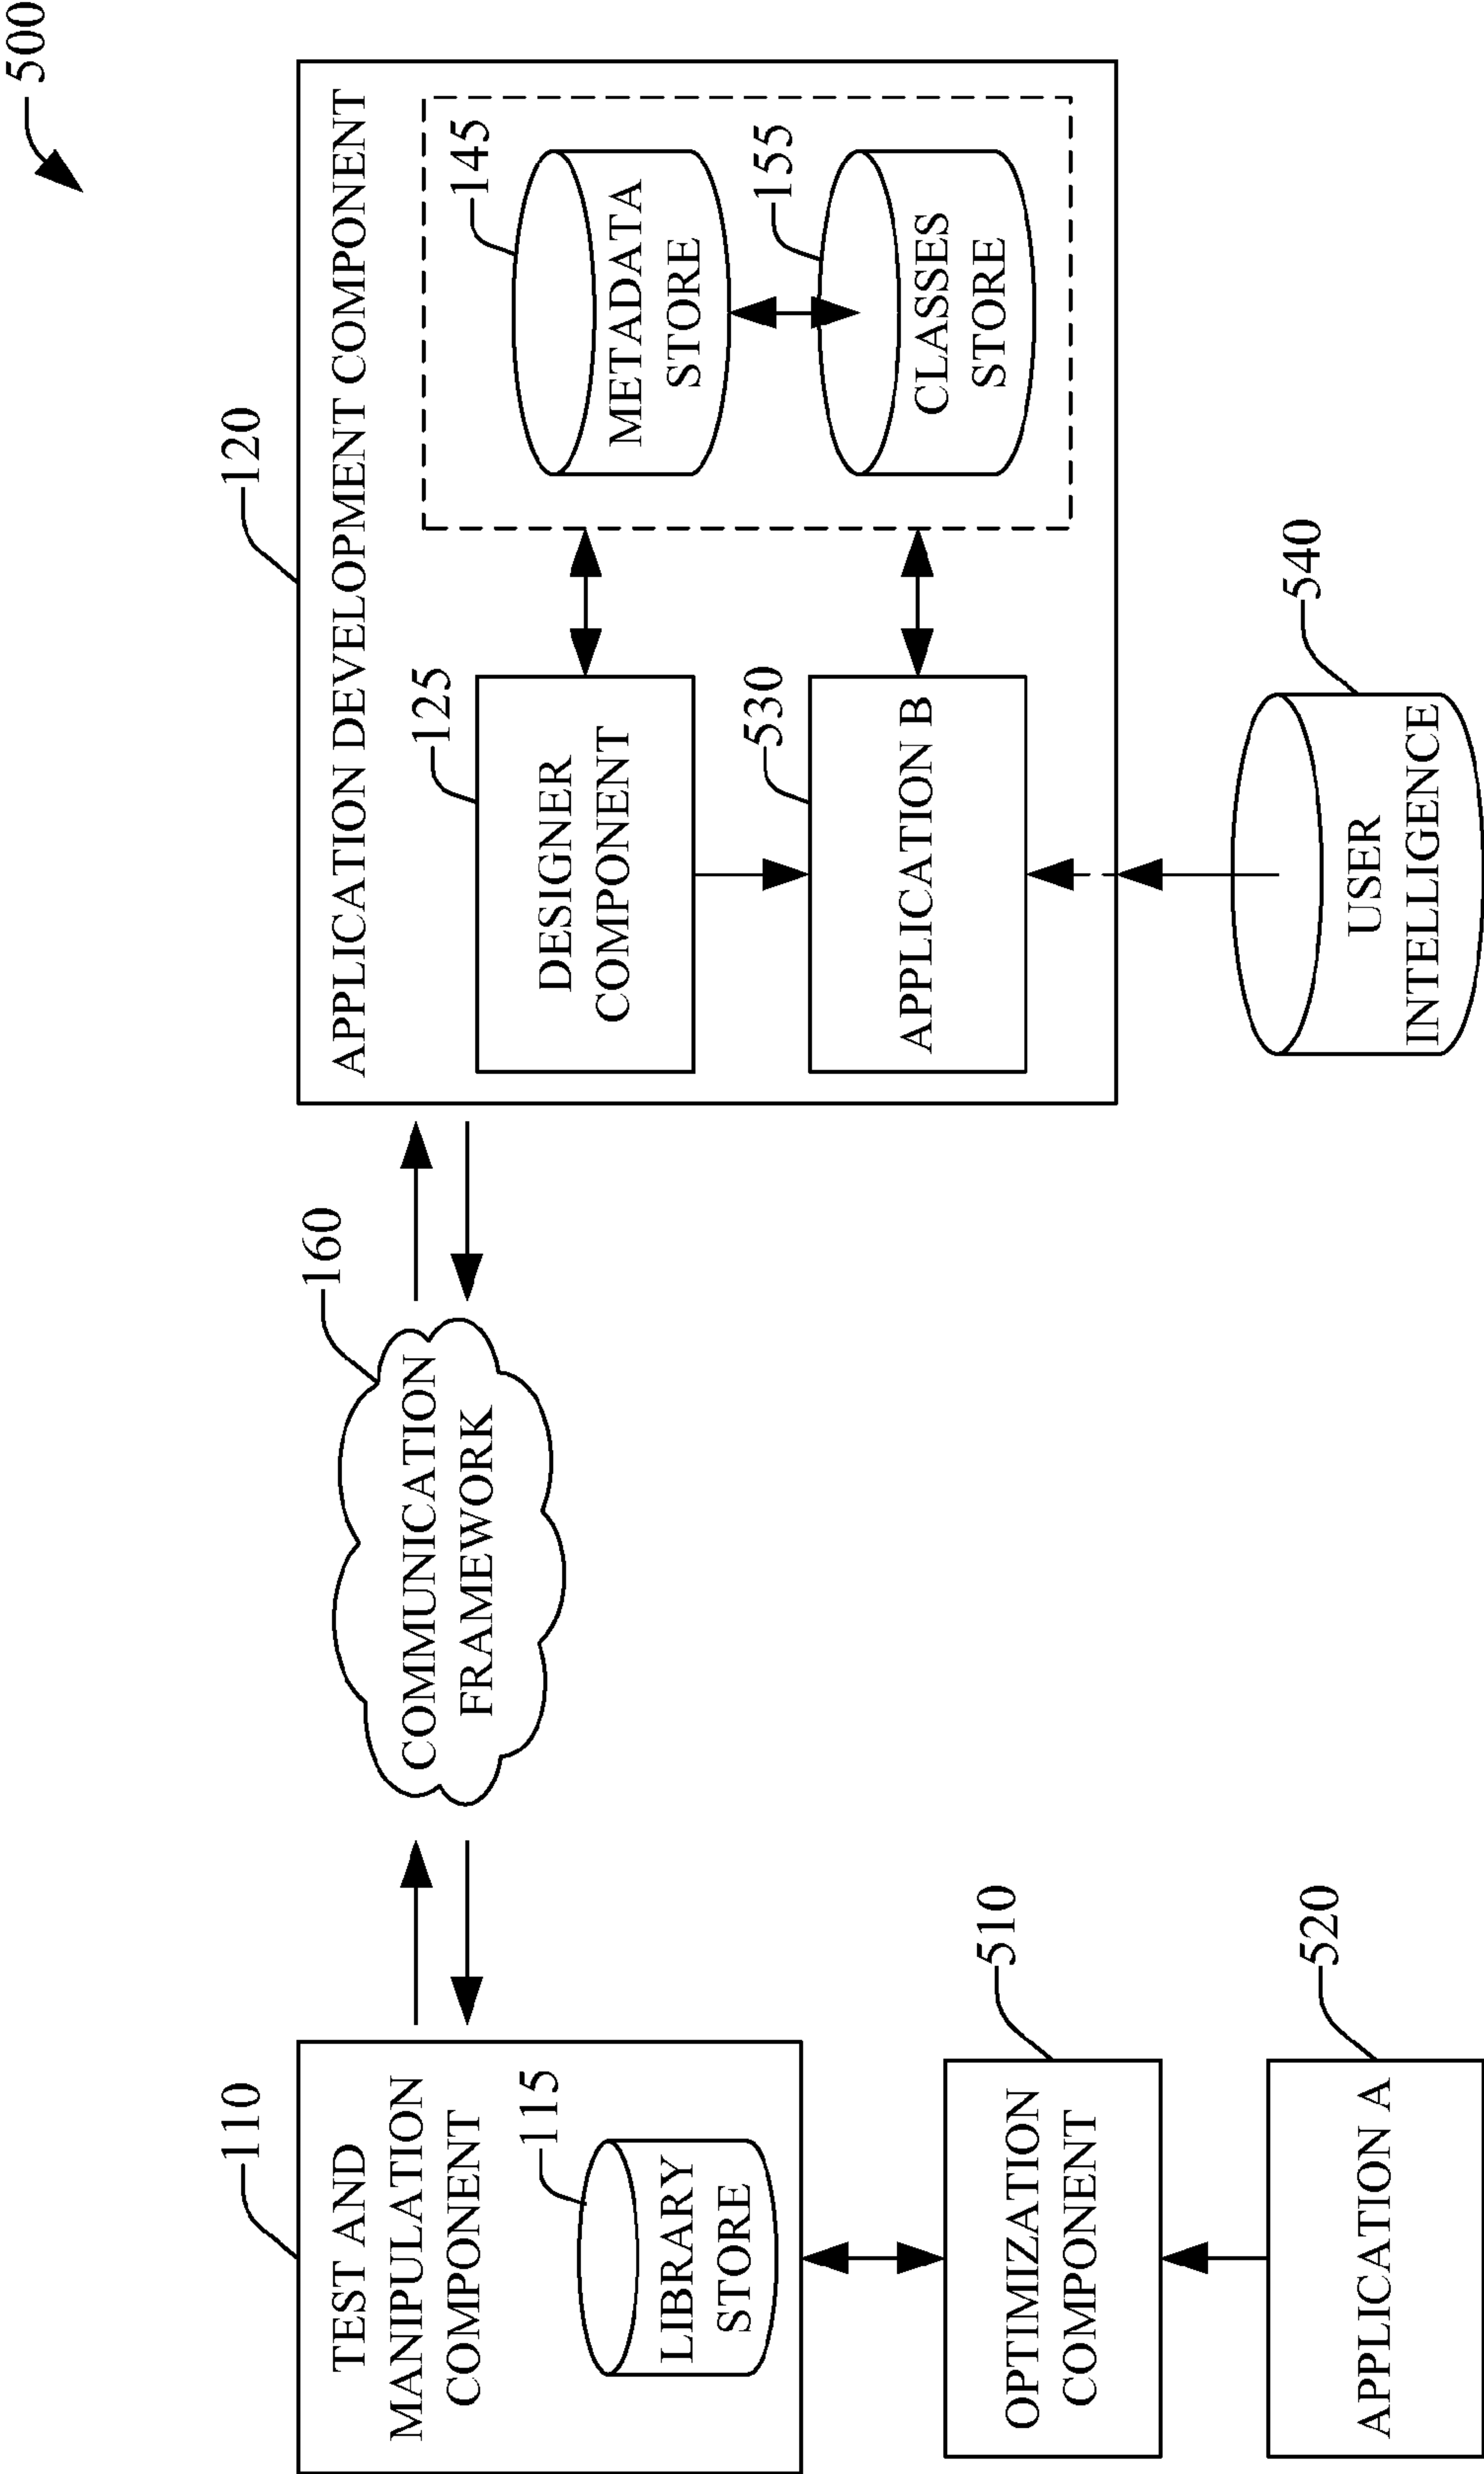 500
110
TEST AND
MANIPULATION
COMPONENT
115
LIBRARY
STORE
510
OPTIMIZATION
COMPONENT
520
APPLICATION A
160
COMMUNICATION
FRAMEWORK
120
APPLICATION DEVELOPMENT COMPONENT
125
DESIGNER
COMPONENT
530
APPLICATION B
145
METADATA
STORE
155
CLASSES
STORE
540
USER
INTELLIGENCE